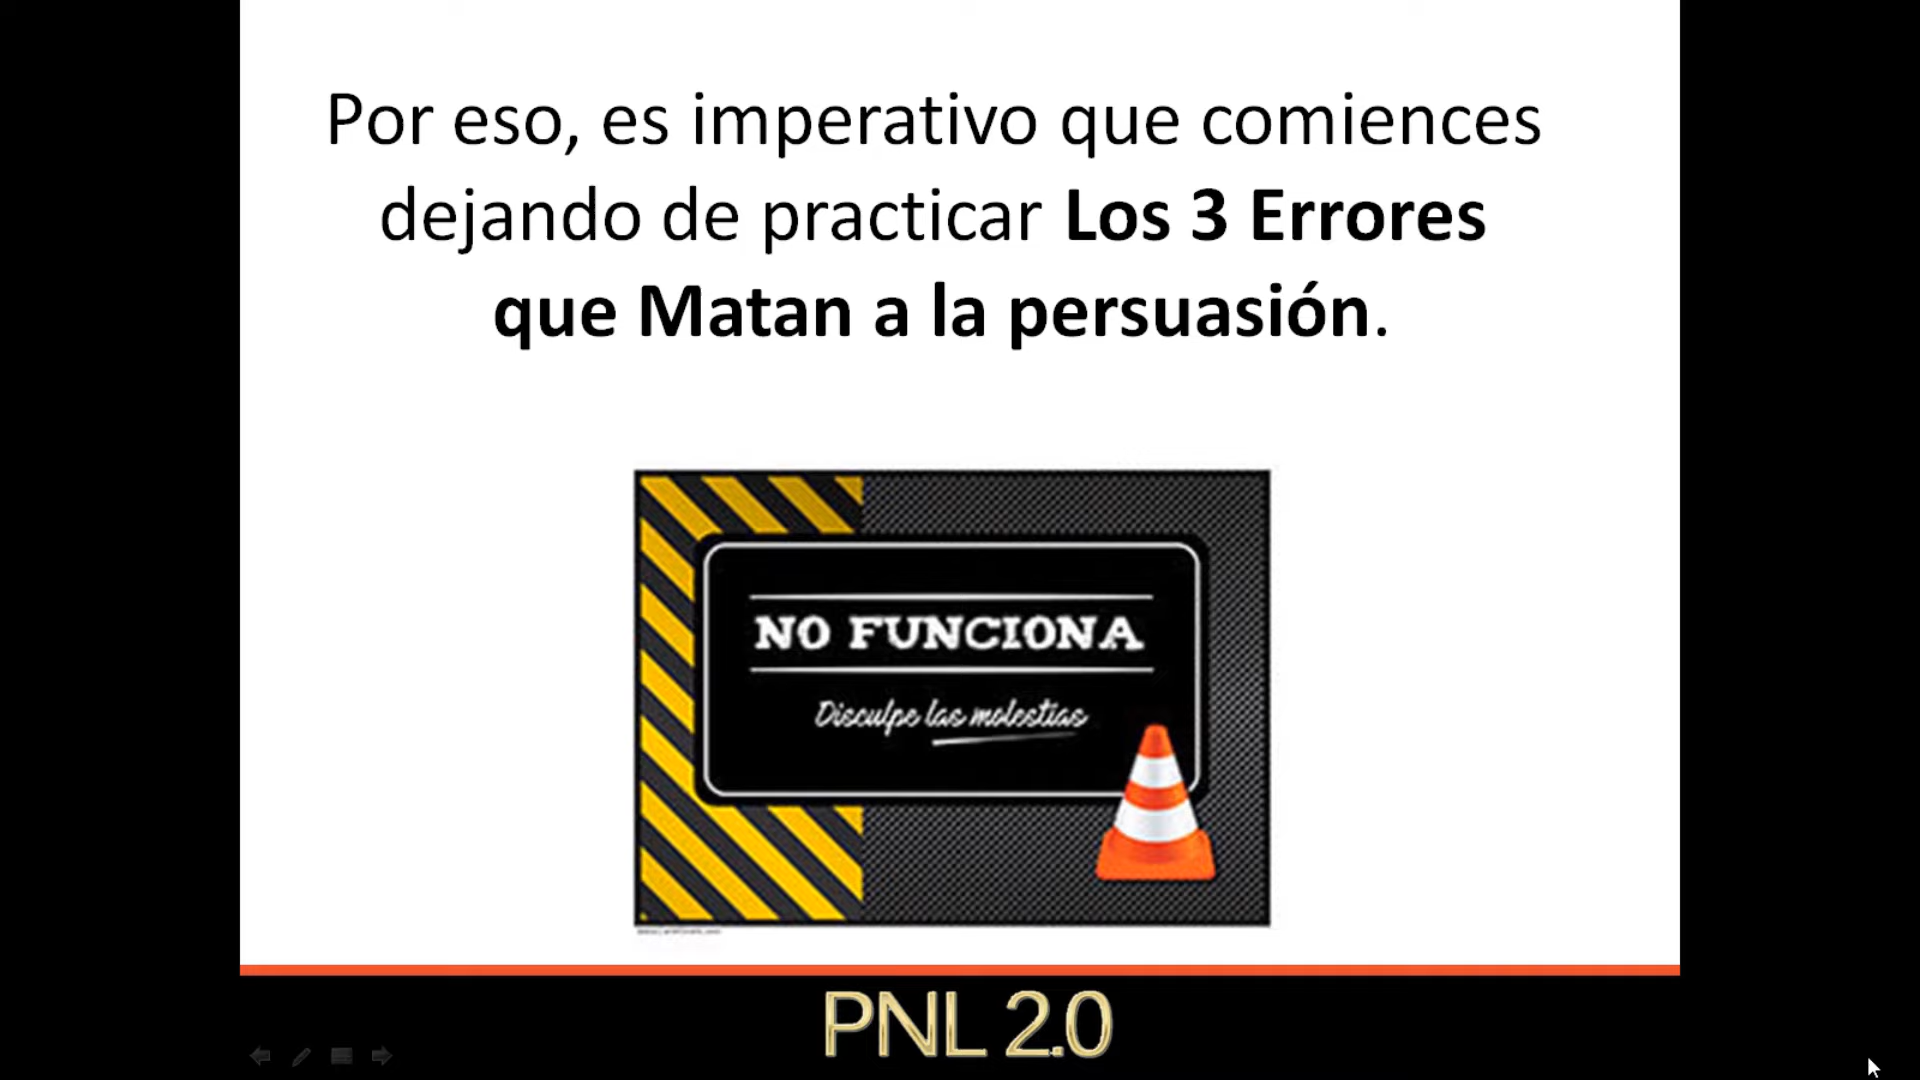 Por eso, es imperativo que comiences
dejando de practicar Los 3 Errores
que Matan a la persuasión.
NO FUNCIONA
Disculpe las molestias
PNL 2.0